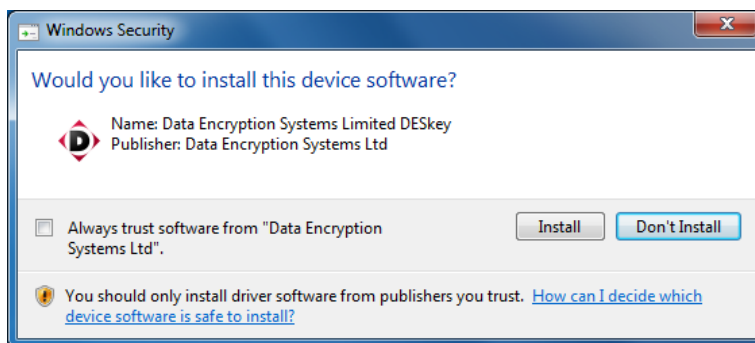 Windows Security
Would you like to install this device software?
D
Name: Data Encryption Systems Limited DESkey
Publisher: Data Encryption Systems Ltd
Always trust software from "Data Encryption
Systems Ltd".
Install
Don't Install
You should only install driver software from publishers you trust. How can I decide which
device software is safe to install?